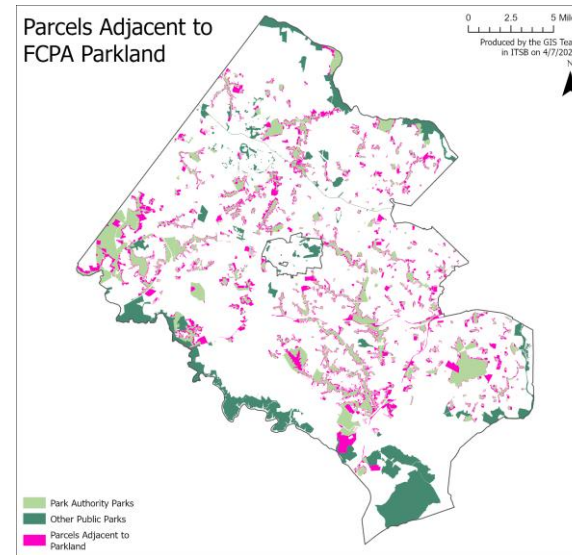 Parcels Adjacent to
FCPA Parkland
0 2.5 5 Mile
Produced by the GIS Tea
in ITSB on 4/7/202
N
Park Authority Parks
Other Public Parks
Parcels Adjacent to
Parkland